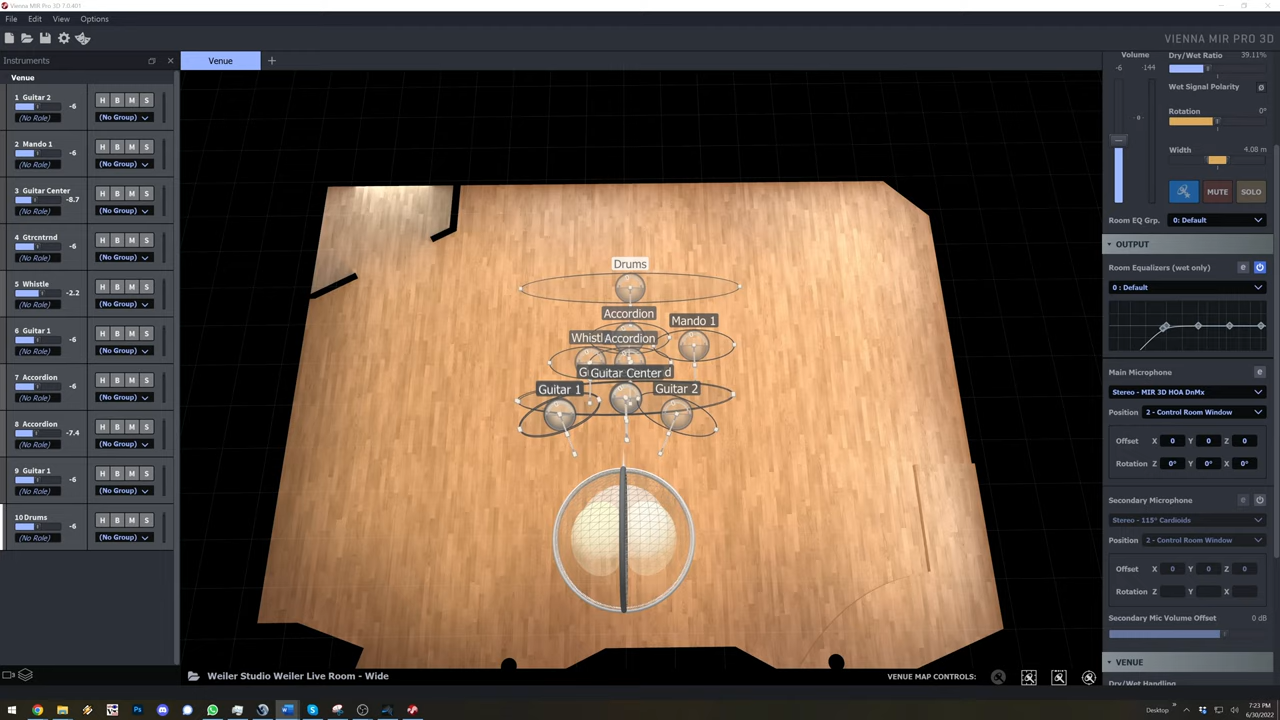 Vienna MIR Pro 3D - 7.0.401
File Edit View Options
VIENNA MIR PRO 3D
Instruments
Venue
Venue
1 Guitar 2
-6
(No Role)
H B M S
(No Group)
2 Mando 1
-6
(No Role)
H B M S
(No Group)
3 Guitar Center
-8.7
(No Role)
H B M S
(No Group)
4 Gtrcntrnd
-6
(No Role)
H B M S
(No Group)
5 Whistle
-2.2
(No Role)
H B M S
(No Group)
6 Guitar 1
-6
(No Role)
H B M S
(No Group)
7 Accordion
-6
(No Role)
H B M S
(No Group)
8 Accordion
-7.4
(No Role)
H B M S
(No Group)
9 Guitar 1
-6
(No Role)
H B M S
(No Group)
10 Drums
-6
(No Role)
H B M S
(No Group)
Drums
Accordion
Mando 1
Whistl Accordion
G Guitar Center d
Guitar 1
Guitar 2
Weiler Studio Weiler Live Room - Wide
VENUE MAP CONTROLS:
Volume
-6 -144
- 0 -
Dry/Wet Ratio 39.11%
Wet Signal Polarity Ø
Rotation 0°
Width 4.08 m
MUTE SOLO
Room EQ Grp. 0: Default
OUTPUT
Room Equalizers (wet only) e
0 : Default
Main Microphone e
Stereo - MIR 3D HOA DnMx
Position 2 - Control Room Window
Offset X 0 Y 0 Z 0
Rotation Z 0° Y 0° X 0°
Secondary Microphone e
Stereo - 115° Cardioids
Position 2 - Control Room Window
Offset X 0 Y 0 Z 0
Rotation Z Y X
Secondary Mic Volume Offset 0 dB
VENUE
Dry/Wet Handling
Desktop
7:23 PM
6/30/2022